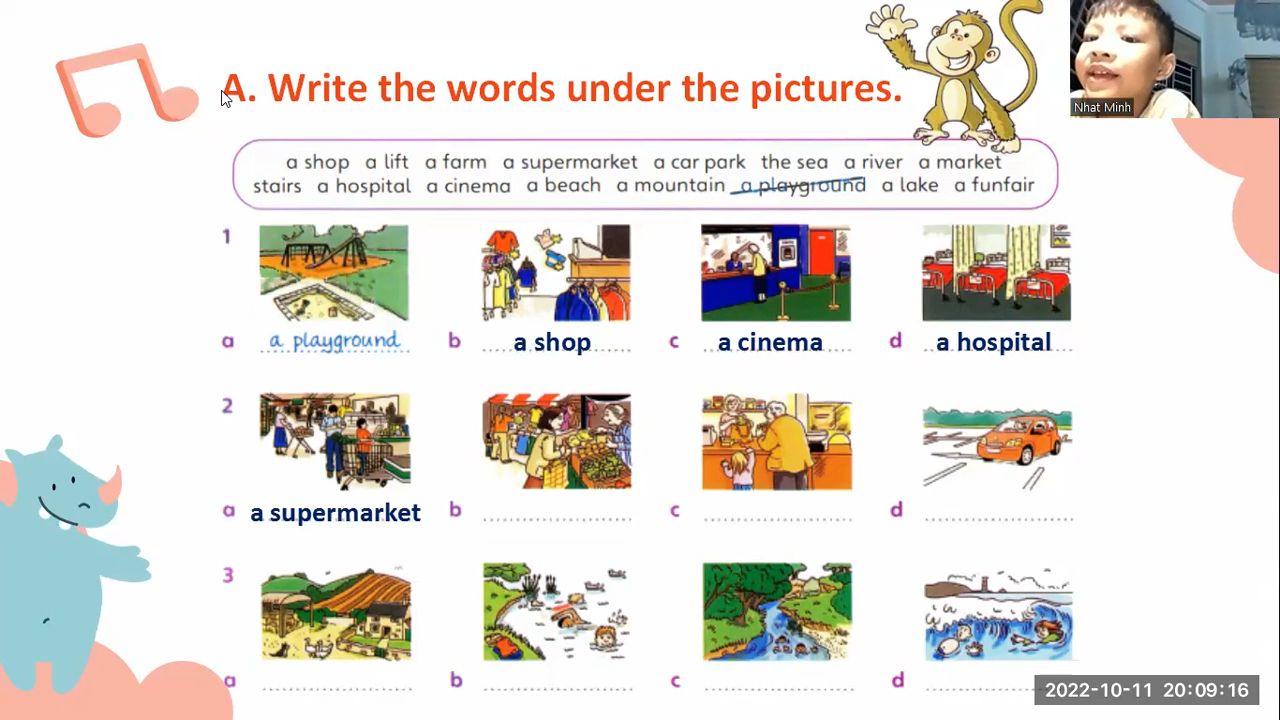 A. Write the words under the pictures.
Nhat Minh
a shop a lift a farm a supermarket a car park the sea a river a market
stairs a hospital a cinema a beach a mountain a playground a lake a funfair
1
a a playground b a shop c a cinema d a hospital
2
a a supermarket b c d
3
a b c d
2022-10-11 20:09:16